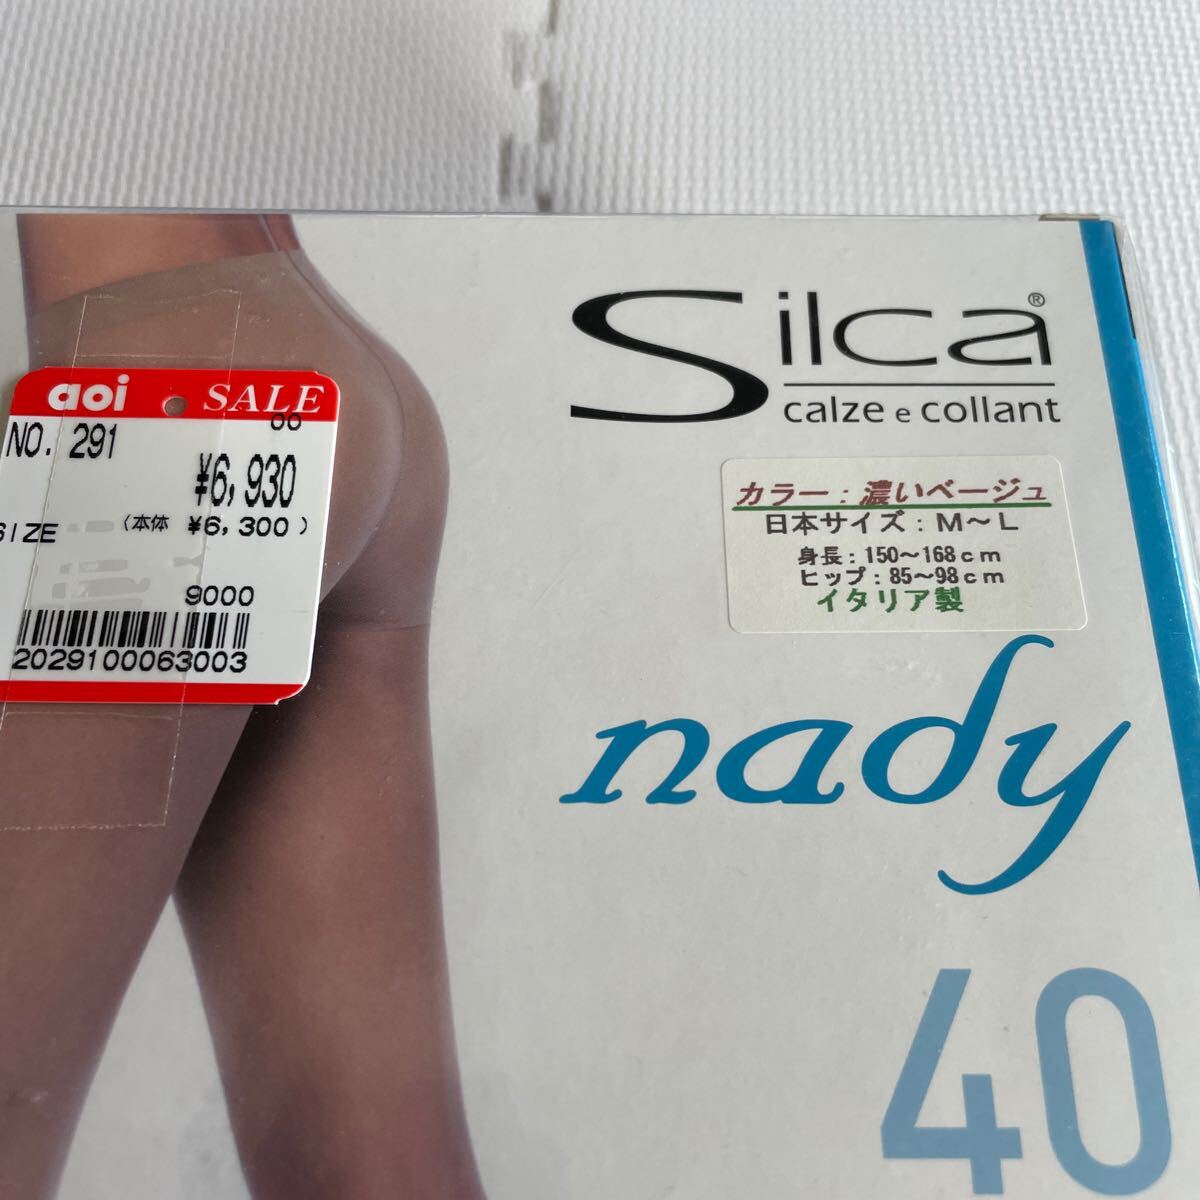 Silca®
calze e collant
aoi SALE
00
NO. 291
¥6,930
(本体 ¥6,300)
SIZE
9000
2029100063003
カラー：濃いベージュ
日本サイズ：M～L
身長：150～168cm
ヒップ：85～98cm
イタリア製
nady
40